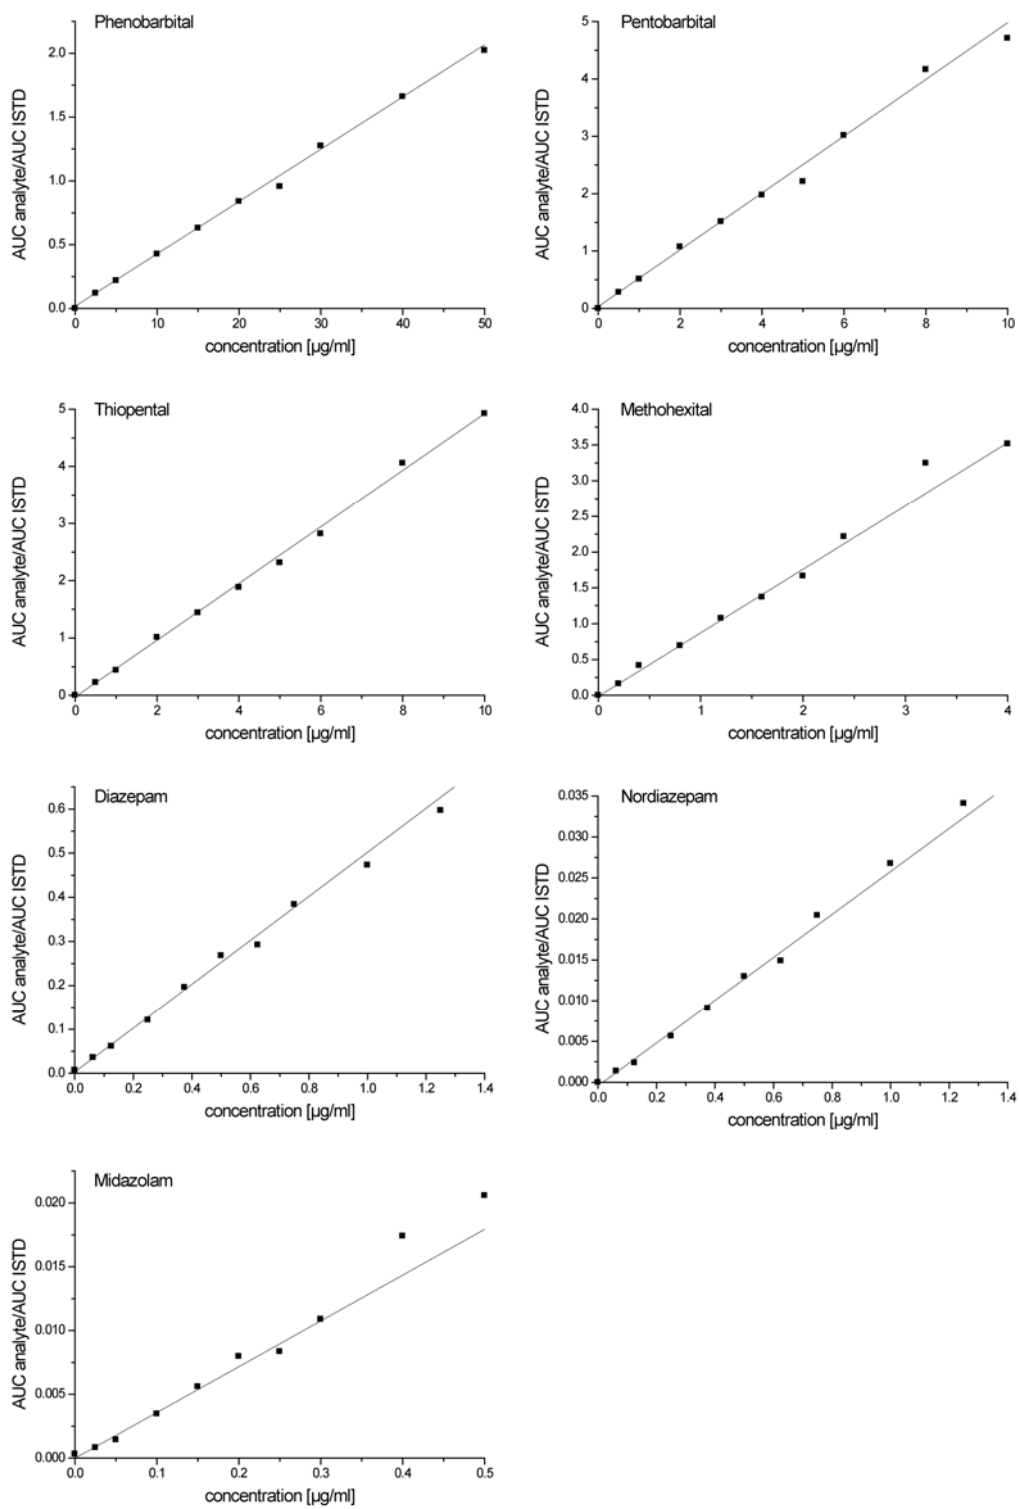 Phenobarbital
AUC analyte/AUC ISTD
2.0
1.5
1.0
0.5
0.0
0 10 20 30 40 50
concentration [µg/ml]
Pentobarbital
AUC analyte/AUC ISTD
5
4
3
2
1
0
0 2 4 6 8 10
concentration [µg/ml]
Thiopental
AUC analyte/AUC ISTD
5
4
3
2
1
0
0 2 4 6 8 10
concentration [µg/ml]
Methohexital
AUC analyte/AUC ISTD
4.0
3.5
3.0
2.5
2.0
1.5
1.0
0.5
0.0
0 1 2 3 4
concentration [µg/ml]
Diazepam
AUC analyte/AUC ISTD
0.6
0.5
0.4
0.3
0.2
0.1
0.0
0.0 0.2 0.4 0.6 0.8 1.0 1.2 1.4
concentration [µg/ml]
Nordiazepam
AUC analyte/AUC ISTD
0.035
0.030
0.025
0.020
0.015
0.010
0.005
0.000
0.0 0.2 0.4 0.6 0.8 1.0 1.2 1.4
concentration [µg/ml]
Midazolam
AUC analyte/AUC ISTD
0.020
0.015
0.010
0.005
0.000
0.0 0.1 0.2 0.3 0.4 0.5
concentration [µg/ml]